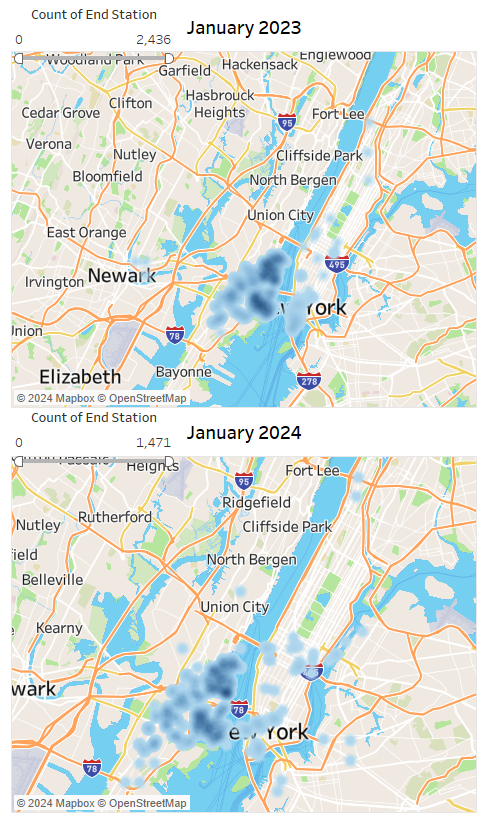 Count of End Station
January 2023
0 2,436
Woodland Park
Englewood
Hackensack
Garfield
Hasbrouck
Heights
Clifton
Cedar Grove
95
Fort Lee
Verona
Nutley
Cliffside Park
Bloomfield
North Bergen
Union City
East Orange
495
Newark
Irvington
York
Union
78
Bayonne
Elizabeth
278
© 2024 Mapbox © OpenStreetMap
Count of End Station
January 2024
0 1,471
Heights
Fort Lee
95
Ridgefield
Rutherford
Nutley
Cliffside Park
field
North Bergen
Belleville
Union City
Kearny
wark
78
York
78
© 2024 Mapbox © OpenStreetMap